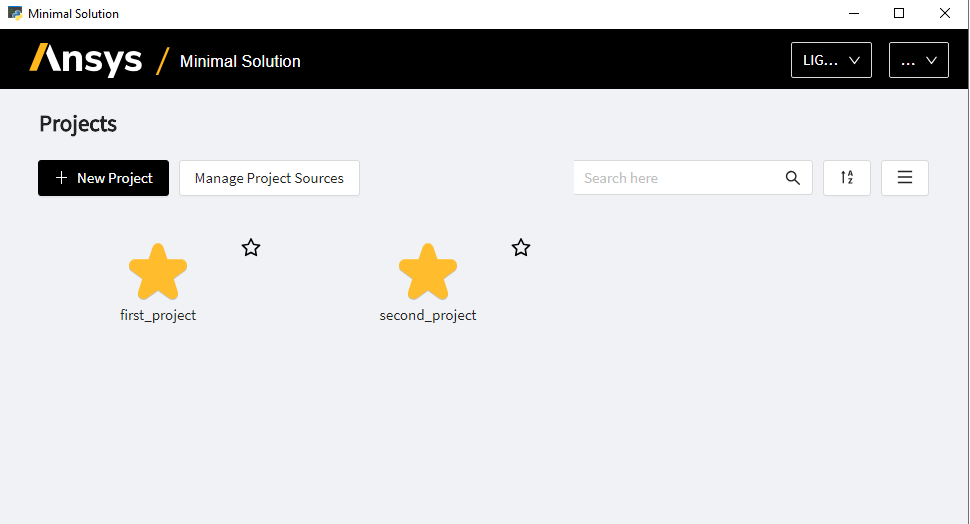 Minimal Solution
Ansys / Minimal Solution LIG... ...
Projects
+ New Project Manage Project Sources Search here A Z
first_project second_project